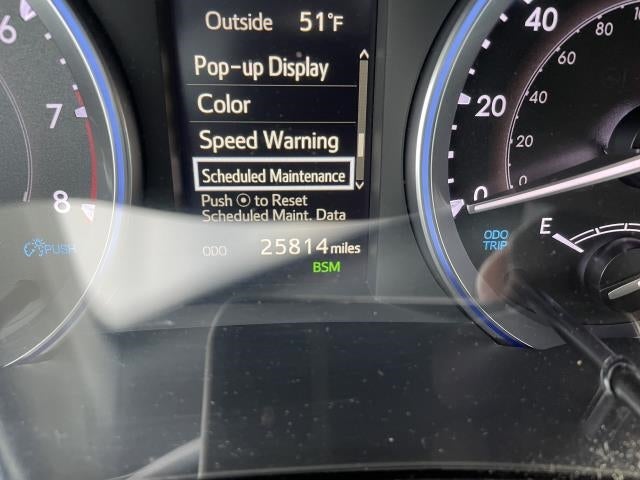 Outside 51°F
Pop-up Display
Color
Speed Warning
Scheduled Maintenance
Push ⦿ to Reset
Scheduled Maint. Data
ODO 25814 miles
BSM
6
7
8
PUSH
0
20
40
0
20
40
60
80
ODO
TRIP
E